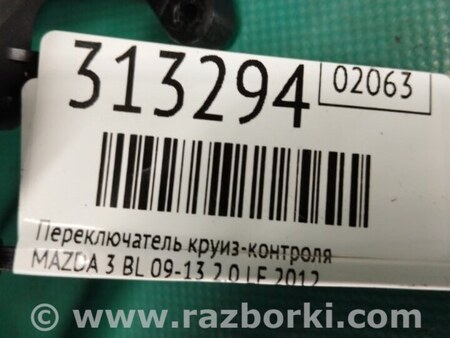 313294
02063
Переключатель круиз-контроля
MAZDA 3 BL 09-13 2.0 LF 2012
© www.razborki.com